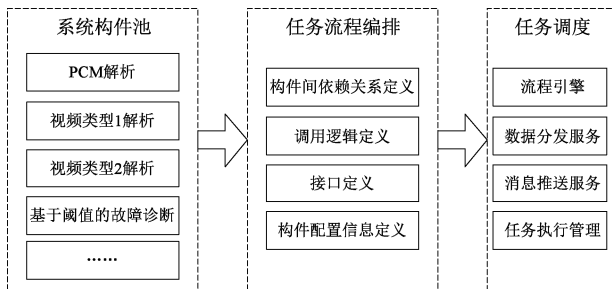 系统构件池
PCM解析
视频类型1解析
视频类型2解析
基于阈值的故障诊断
……
任务流程编排
构件间依赖关系定义
调用逻辑定义
接口定义
构件配置信息定义
任务调度
流程引擎
数据分发服务
消息推送服务
任务执行管理